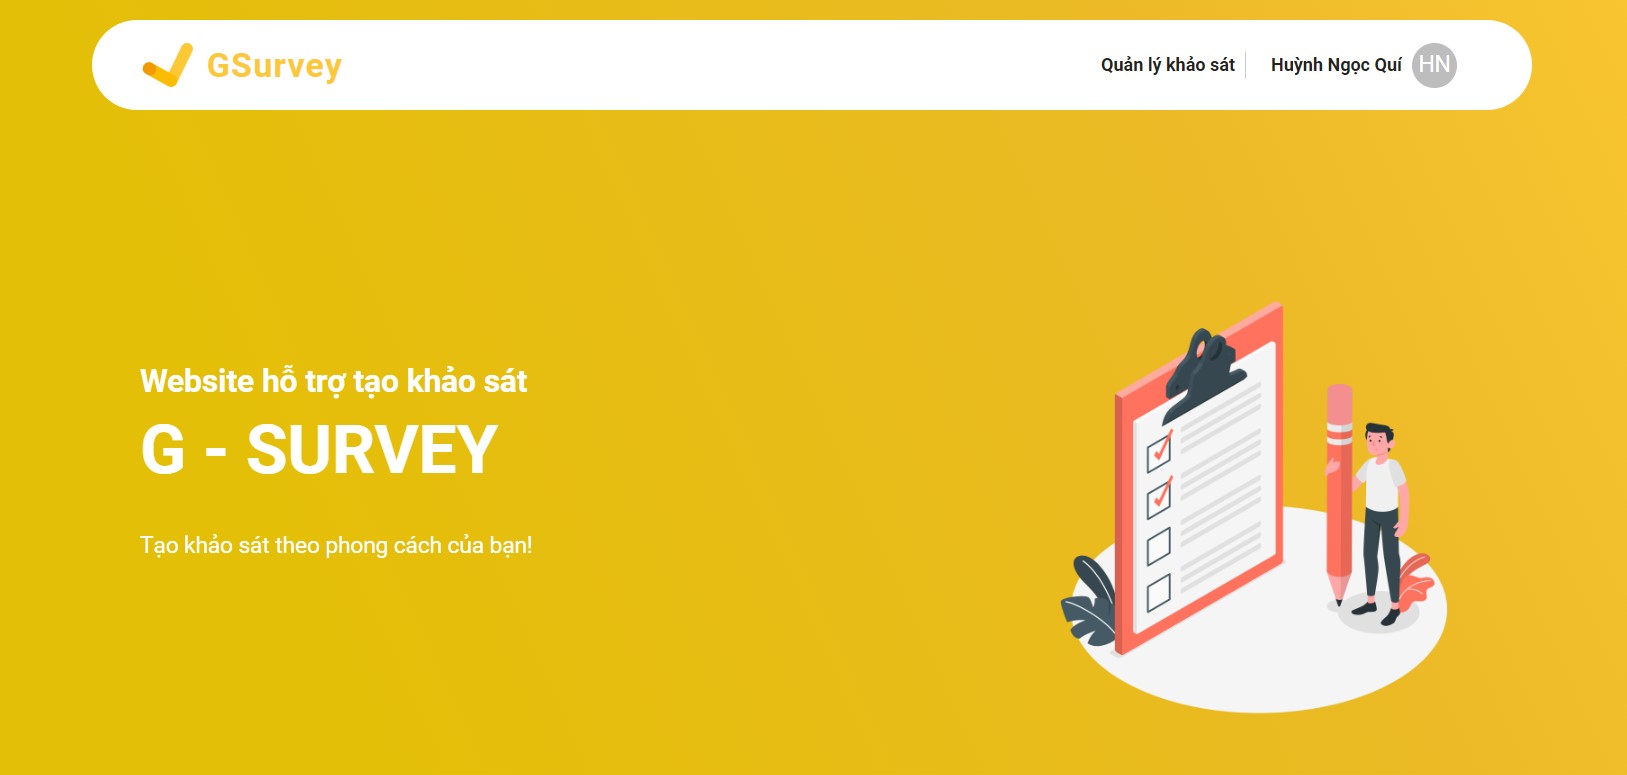 GSurvey
Quản lý khảo sát
Huỳnh Ngọc Quí
HN
Website hỗ trợ tạo khảo sát
G - SURVEY
Tạo khảo sát theo phong cách của bạn!